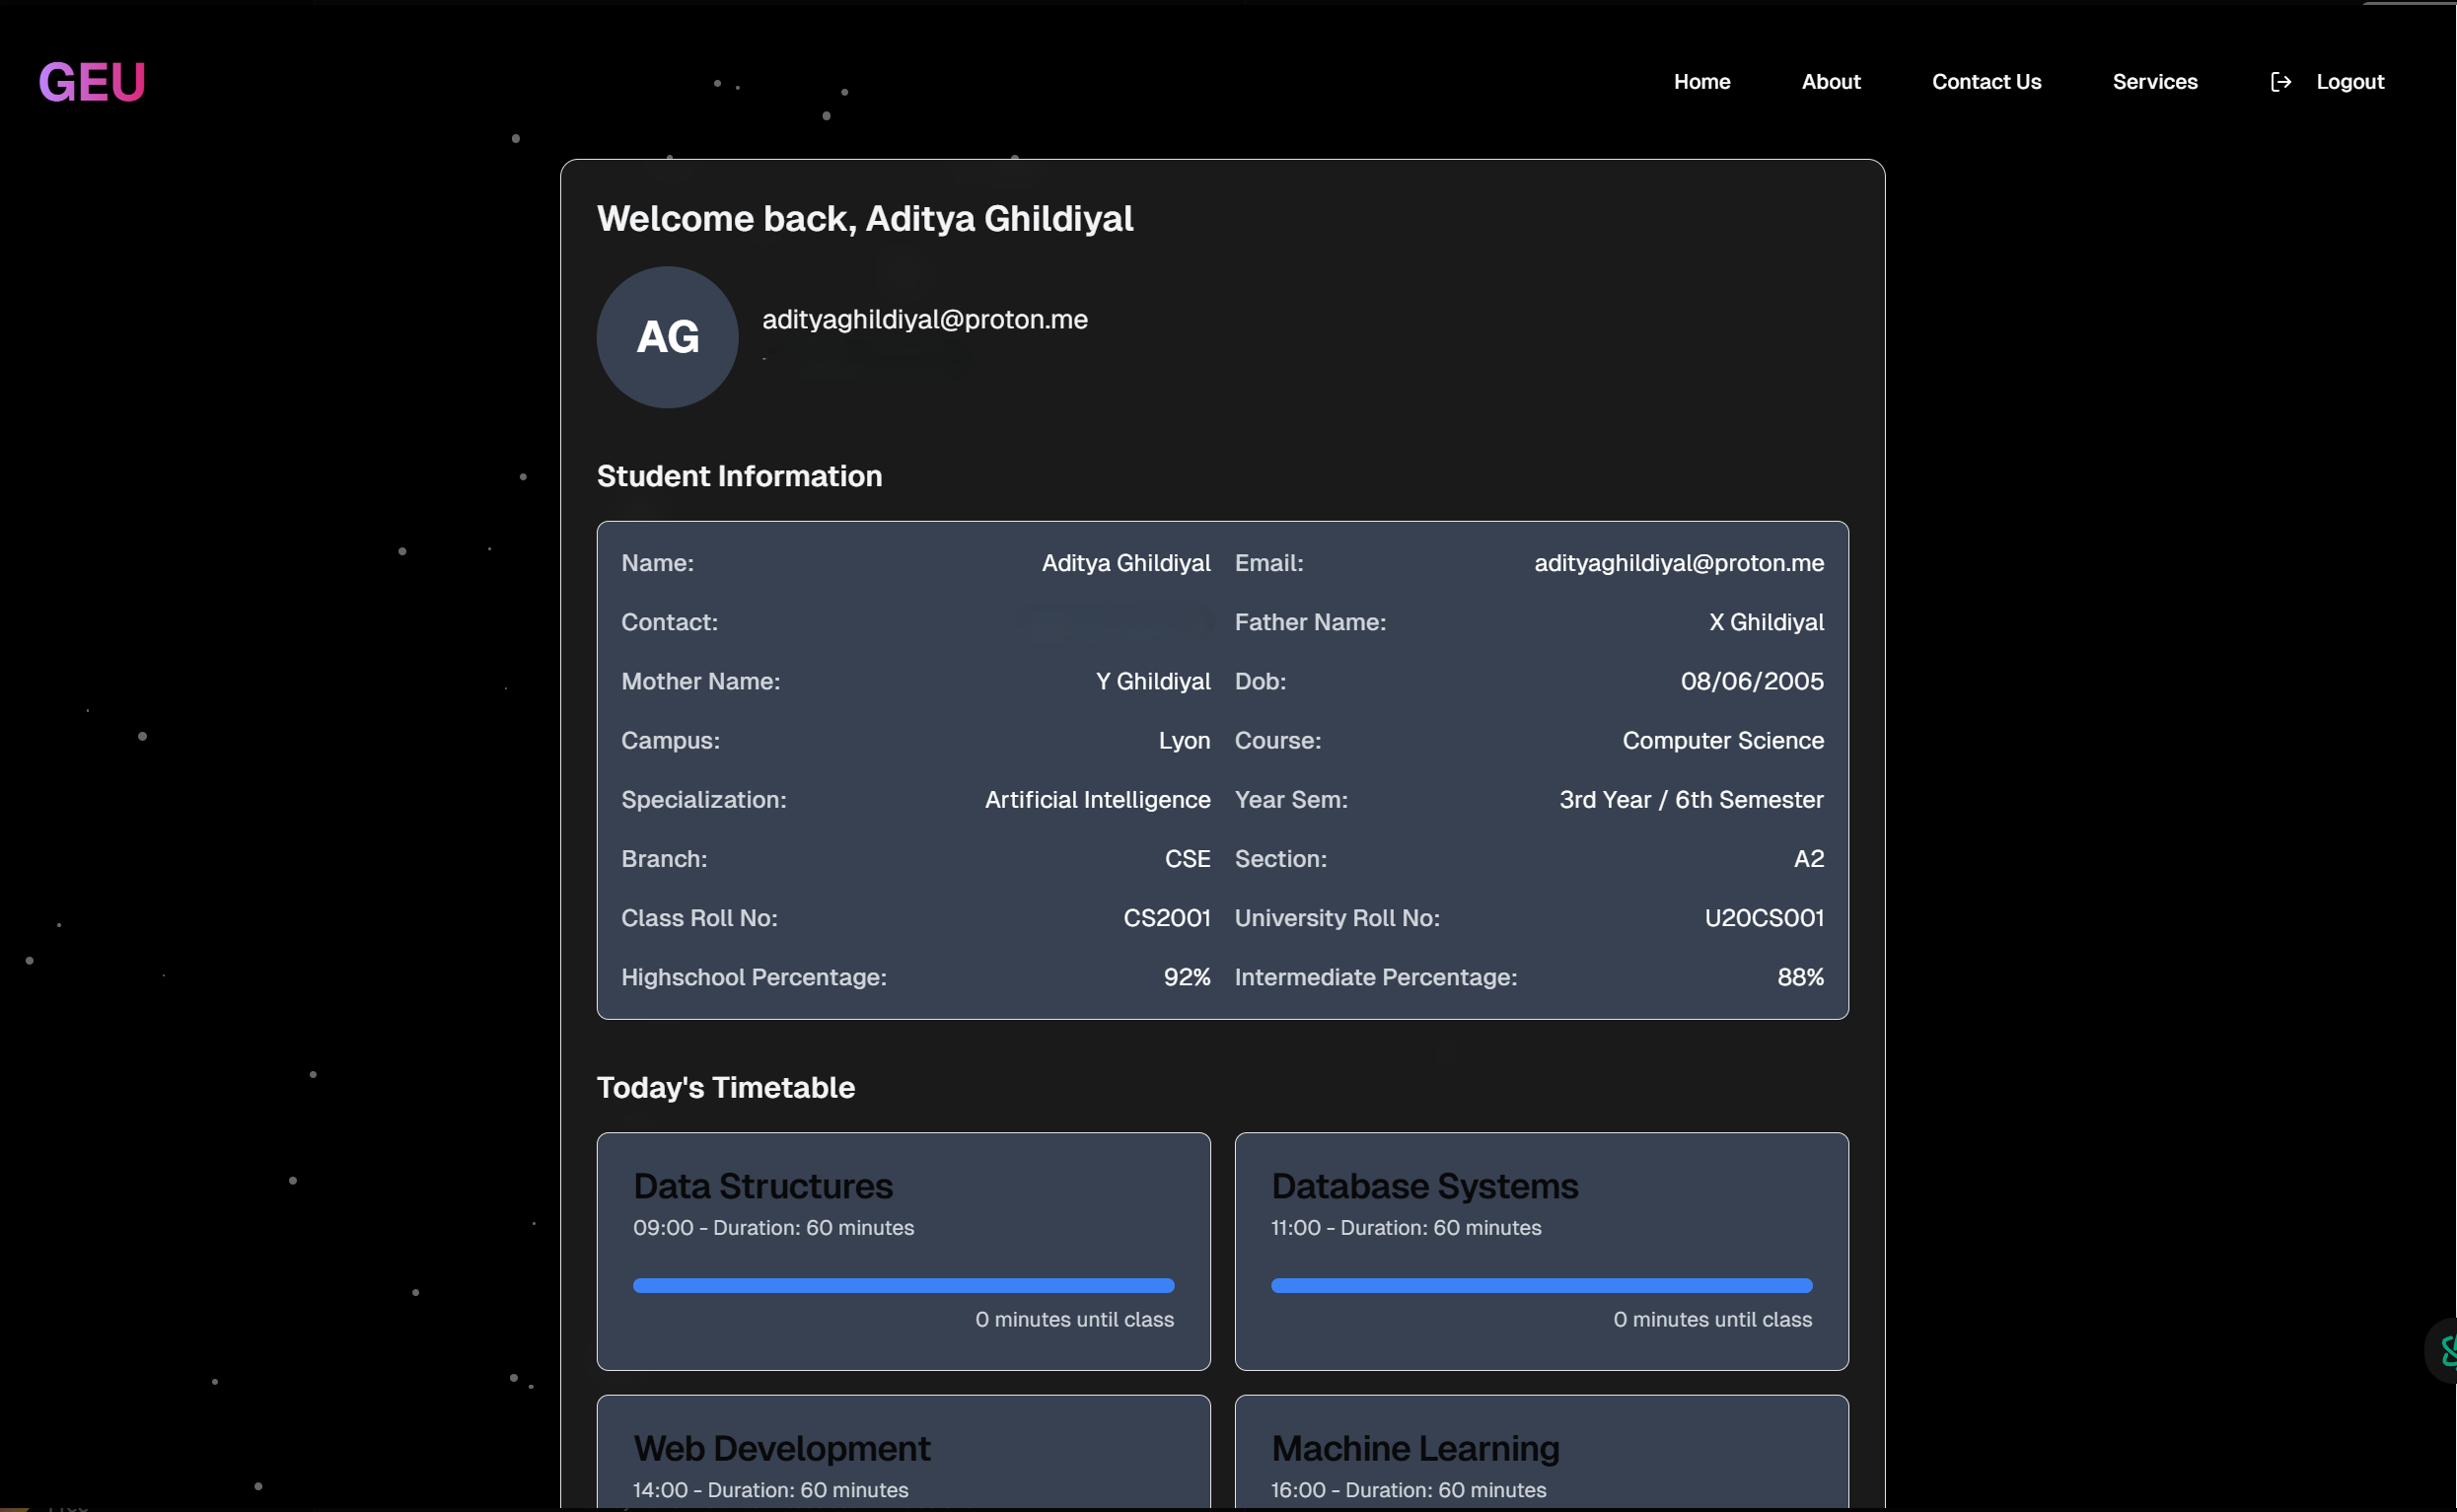 GEU
Home About Contact Us Services Logout
Welcome back, Aditya Ghildiyal
AG
adityaghildiyal@proton.me
Student Information
Name: Aditya Ghildiyal Email: adityaghildiyal@proton.me
Contact: Father Name: X Ghildiyal
Mother Name: Y Ghildiyal Dob: 08/06/2005
Campus: Lyon Course: Computer Science
Specialization: Artificial Intelligence Year Sem: 3rd Year / 6th Semester
Branch: CSE Section: A2
Class Roll No: CS2001 University Roll No: U20CS001
Highschool Percentage: 92% Intermediate Percentage: 88%
Today's Timetable
Data Structures
09:00 - Duration: 60 minutes
0 minutes until class
Database Systems
11:00 - Duration: 60 minutes
0 minutes until class
Web Development
14:00 - Duration: 60 minutes
Machine Learning
16:00 - Duration: 60 minutes